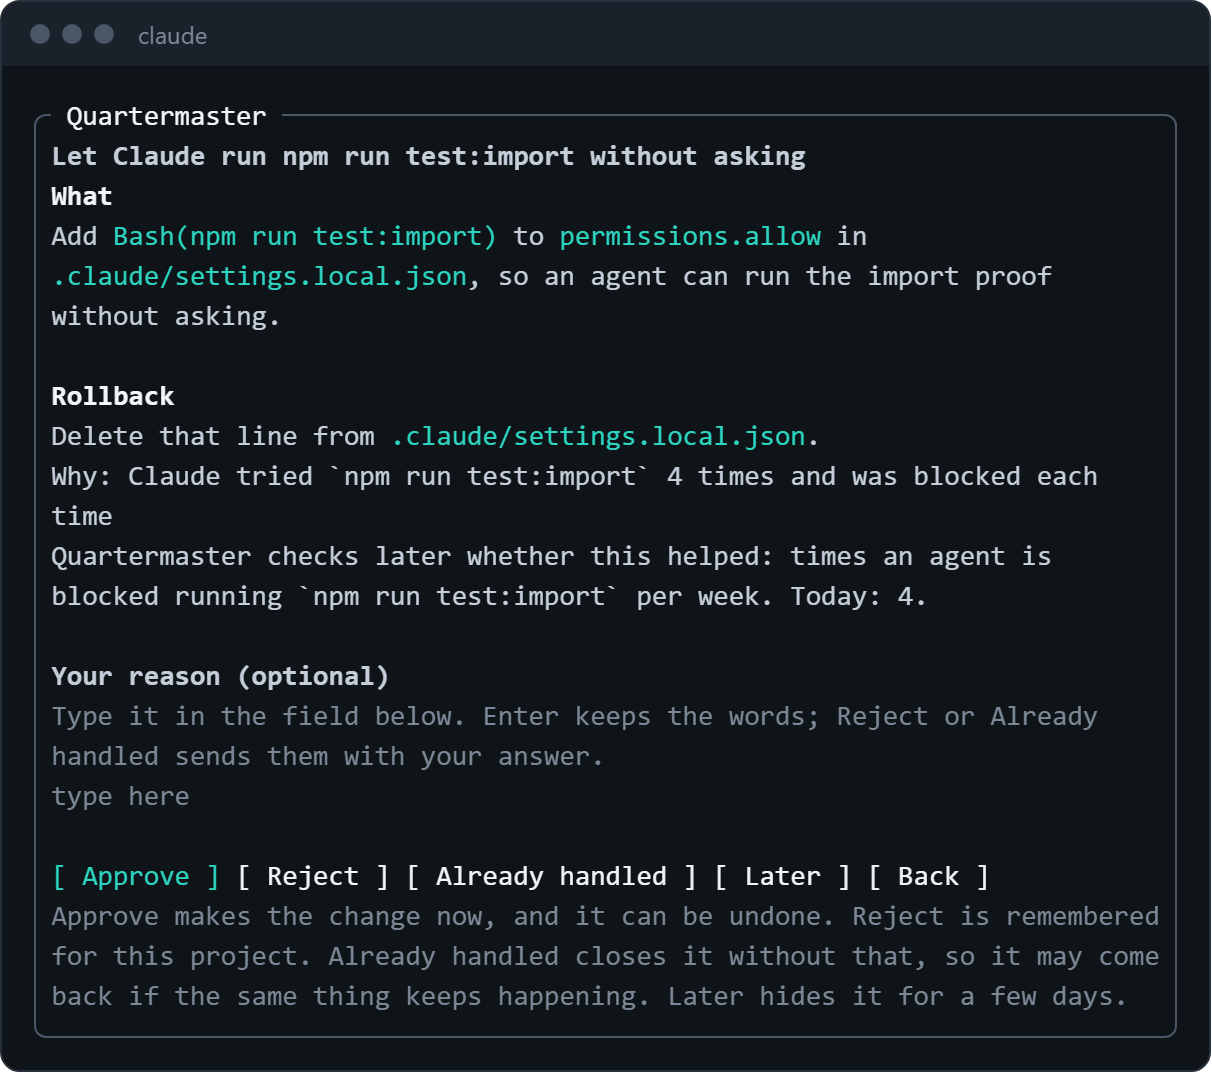 claude
Quartermaster
Let Claude run npm run test:import without asking
What
Add Bash(npm run test:import) to permissions.allow in
.claude/settings.local.json, so an agent can run the import proof
without asking.
Rollback
Delete that line from .claude/settings.local.json.
Why: Claude tried `npm run test:import` 4 times and was blocked each
time
Quartermaster checks later whether this helped: times an agent is
blocked running `npm run test:import` per week. Today: 4.
Your reason (optional)
Type it in the field below. Enter keeps the words; Reject or Already
handled sends them with your answer.
type here
[ Approve ] [ Reject ] [ Already handled ] [ Later ] [ Back ]
Approve makes the change now, and it can be undone. Reject is remembered
for this project. Already handled closes it without that, so it may come
back if the same thing keeps happening. Later hides it for a few days.